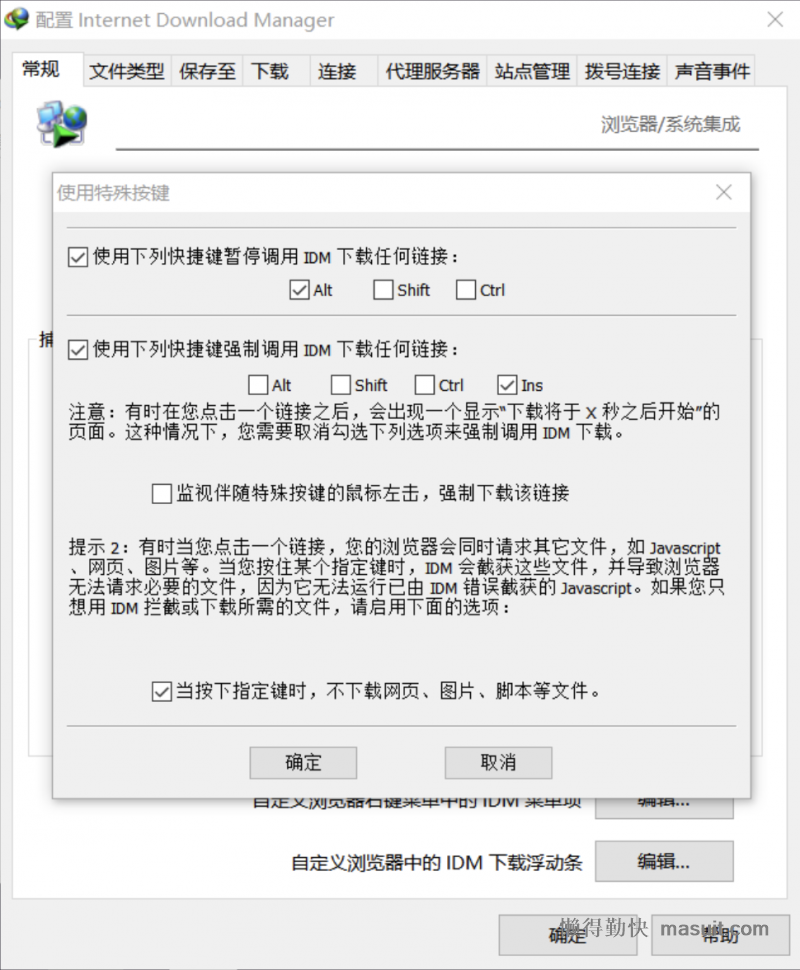 配置 Internet Download Manager
常规 文件类型 保存至 下载 连接 代理服务器 站点管理 拨号连接 声音事件
浏览器/系统集成
使用特殊按键
使用下列快捷键暂停调用 IDM 下载任何链接：
Alt Shift Ctrl
捕
使用下列快捷键强制调用 IDM 下载任何链接：
Alt Shift Ctrl Ins
注意：有时在您点击一个链接之后，会出现一个显示“下载将于 X 秒之后开始”的
页面。这种情况下，您需要取消勾选下列选项来强制调用 IDM 下载。
监视伴随特殊按键的鼠标左击，强制下载该链接
提示 2：有时当您点击一个链接，您的浏览器会同时请求其它文件，如 Javascript
、网页、图片等。当您按住某个指定键时，IDM 会截获这些文件，并导致浏览器
无法请求必要的文件，因为它无法运行已由 IDM 错误截获的 Javascript。如果您只
想用 IDM 拦截或下载所需的文件，请启用下面的选项：
当按下指定键时，不下载网页、图片、脚本等文件。
确定 取消
自定义浏览器右键菜单中的 IDM 菜单项 编辑...
自定义浏览器中的 IDM 下载浮动条 编辑...
确定 帮助
懒得勤快 masuit.com